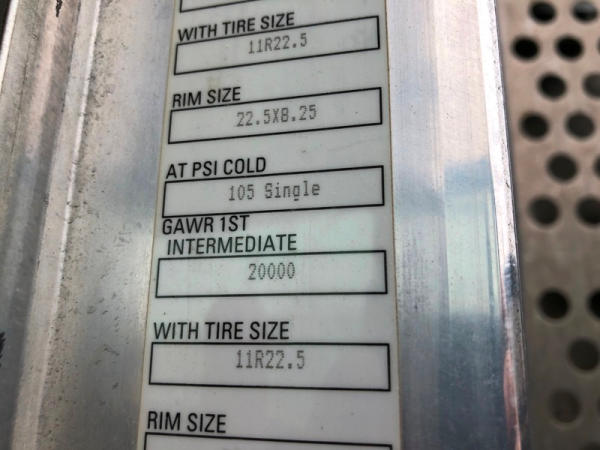 WITH TIRE SIZE
11R22.5
RIM SIZE
22.5X8.25
AT PSI COLD
105 Single
GAWR 1ST
INTERMEDIATE
20000
WITH TIRE SIZE
11R22.5
RIM SIZE